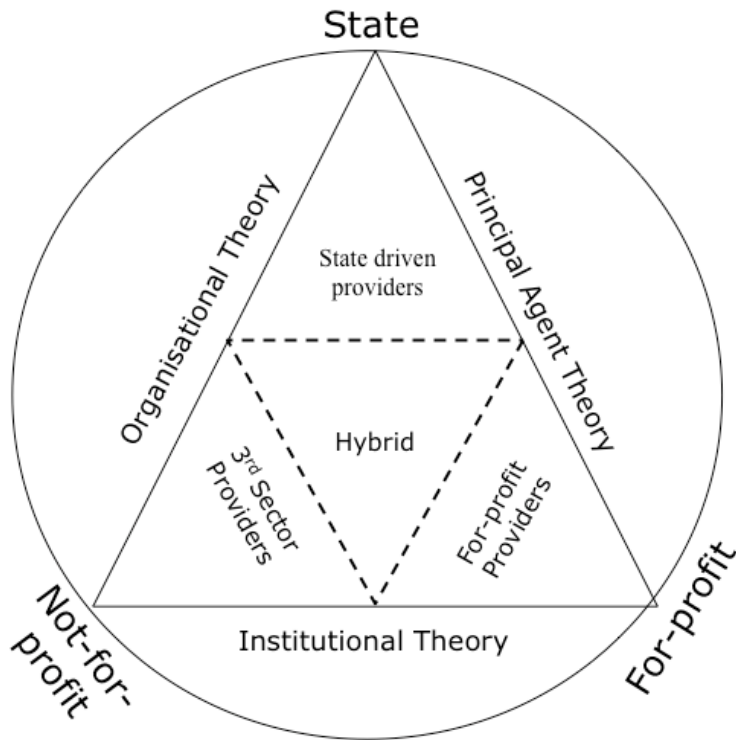 State
Organisational Theory
Principal Agent Theory
State driven
providers
Hybrid
3rd Sector
Providers
For-profit
Providers
Not-for-
profit
For-profit
Institutional Theory